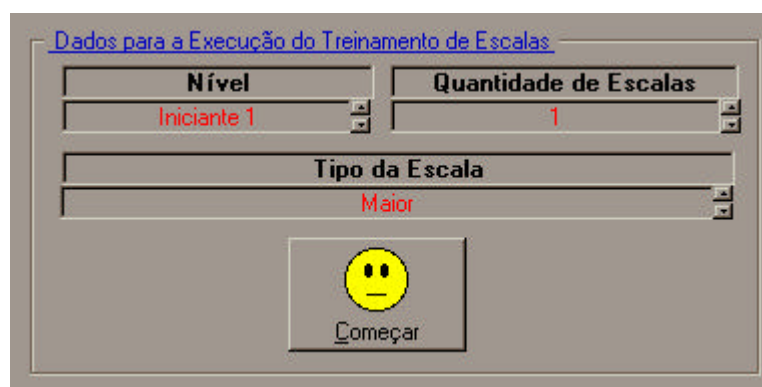 Dados para a Execução do Treinamento de Escalas
Nível
Quantidade de Escalas
Iniciante 1
1
Tipo da Escala
Maior
Começar